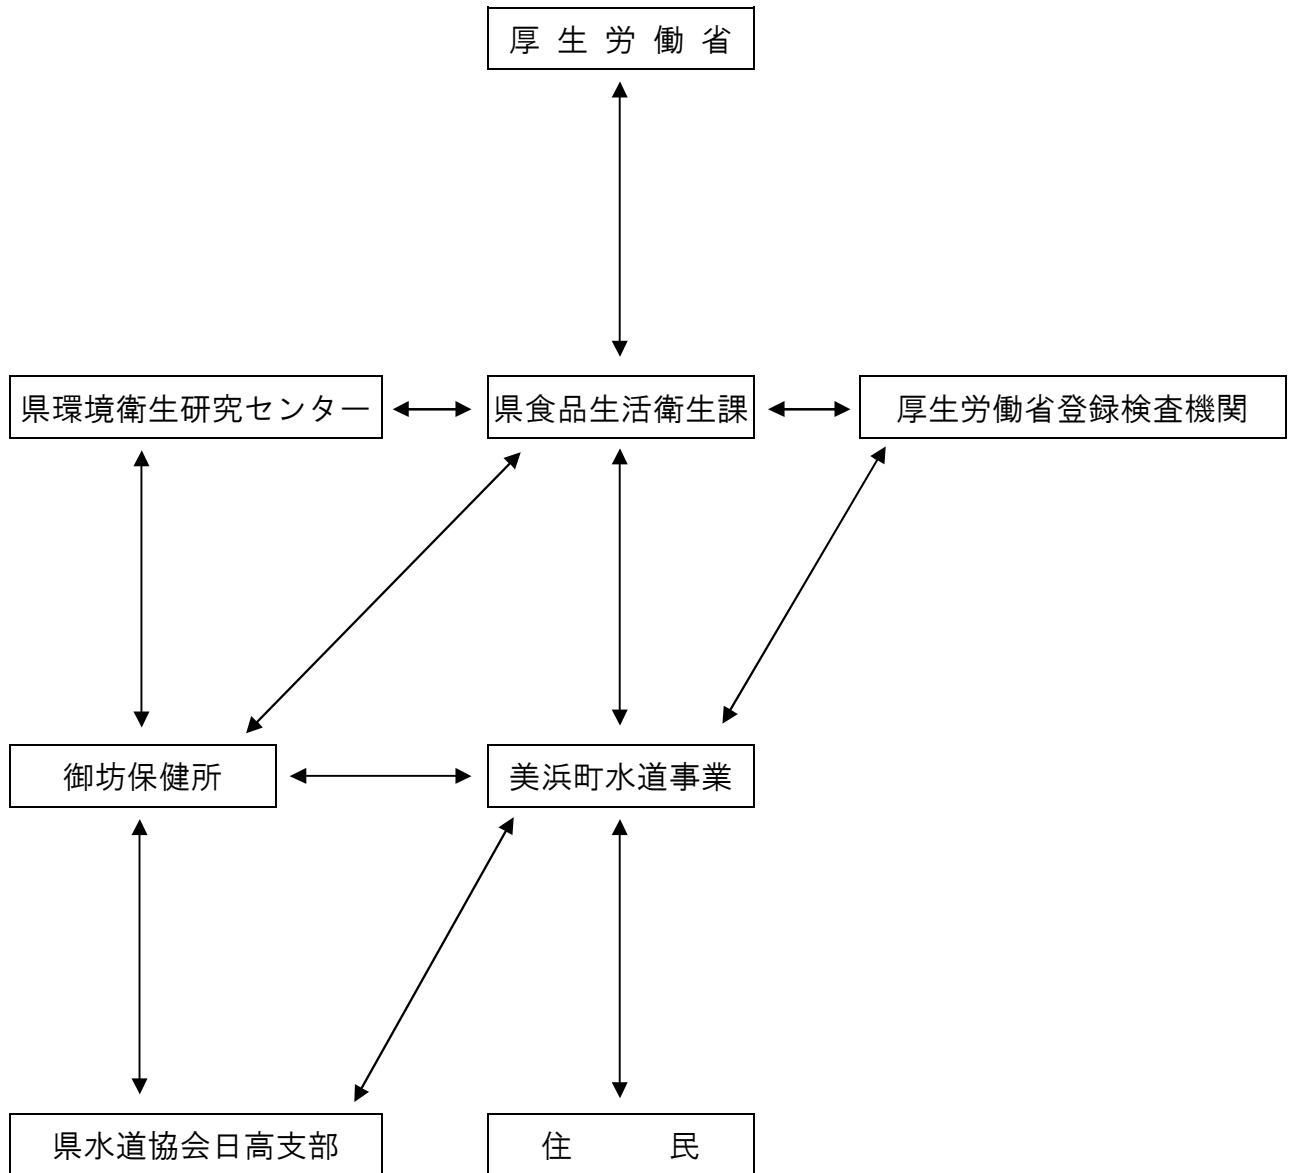 厚生労働省
県環境衛生研究センター
県食品生活衛生課
厚生労働省登録検査機関
御坊保健所
美浜町水道事業
県水道協会日高支部
住民